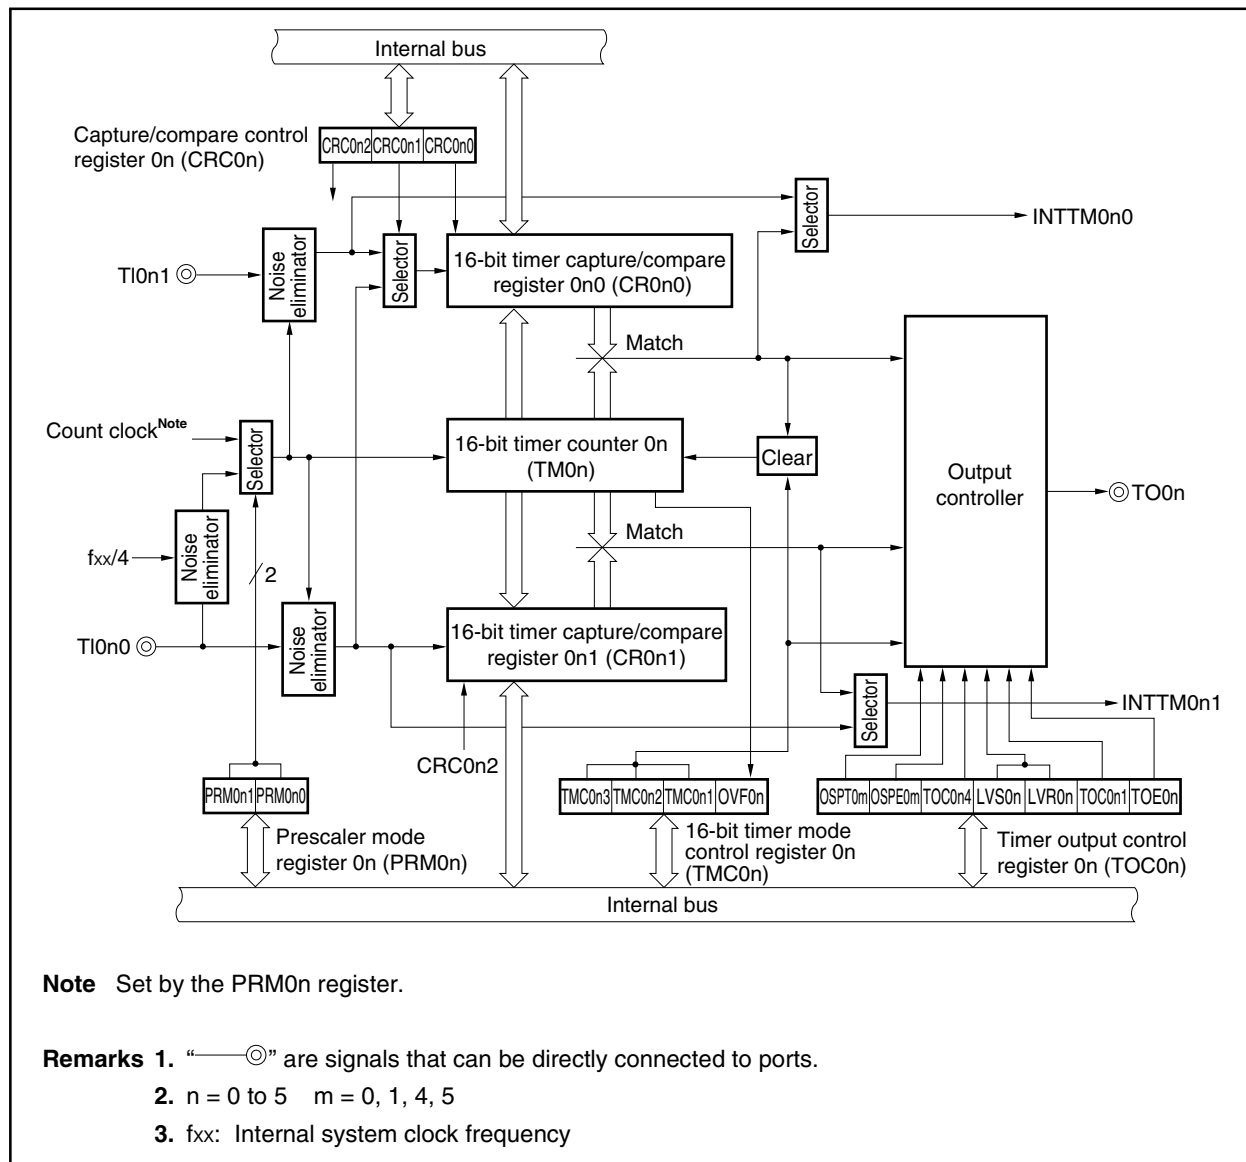 Internal bus
Capture/compare control
register 0n (CRC0n)
CRC0n2 CRC0n1 CRC0n0
Selector
INTTM0n0
TI0n1
Noise
eliminator
Selector
16-bit timer capture/compare
register 0n0 (CR0n0)
Match
Count clock Note
Selector
16-bit timer counter 0n
(TM0n)
Clear
Output
controller
TO0n
fxx/4
Noise
eliminator
2
Match
TI0n0
Noise
eliminator
16-bit timer capture/compare
register 0n1 (CR0n1)
Selector
INTTM0n1
CRC0n2
PRM0n1 PRM0n0
TMC0n3 TMC0n2 TMC0n1 OVF0n
OSPT0m OSPE0m TOC0n4 LVS0n LVR0n TOC0n1 TOE0n
Prescaler mode
register 0n (PRM0n)
16-bit timer mode
control register 0n
(TMC0n)
Timer output control
register 0n (TOC0n)
Internal bus
Note Set by the PRM0n register.
Remarks 1. “ ” are signals that can be directly connected to ports.
2. n = 0 to 5 m = 0, 1, 4, 5
3. fxx: Internal system clock frequency